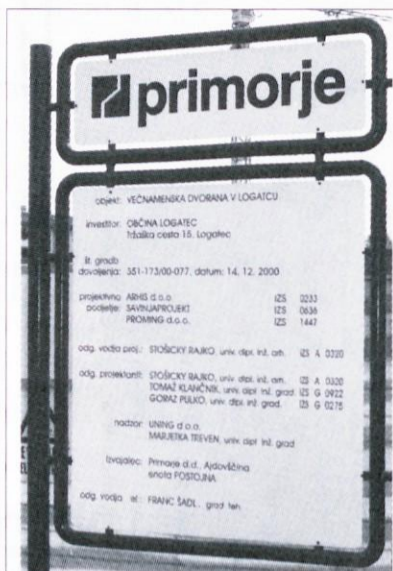 primorje
objekt: VEČNAMENSKA DVORANA V LOGATCU
investitor: OBČINA LOGATEC
Tržaška cesta 15, Logatec
št. gradb.
dovoljenja: 351-173/00-077, datum: 14. 12. 2000
projektivno ARHIS d.o.o. IZS 0233
podjetje: SAVINJAPROJEKT IZS 0636
PROMING d.o.o. IZS 1447
odg. vodja proj.: STOŠICKY RAJKO, univ. dipl. inž. arh. IZS A 0320
odg. projektanti: STOŠICKY RAJKO, univ. dipl. inž. arh. IZS A 0320
TOMAŽ KLANČNIK, univ. dipl. inž. grad. IZS G 0922
GORAZ PULKO, univ. dipl. inž. grad. IZS G 0275
nadzor: UNING d.o.o.
MARJETKA TREVEN, univ. dipl. inž. grad.
izvajalec: Primorje d.d., Ajdovščina
enota POSTOJNA
odg. vodja FRANC ŠADL, grad. teh.